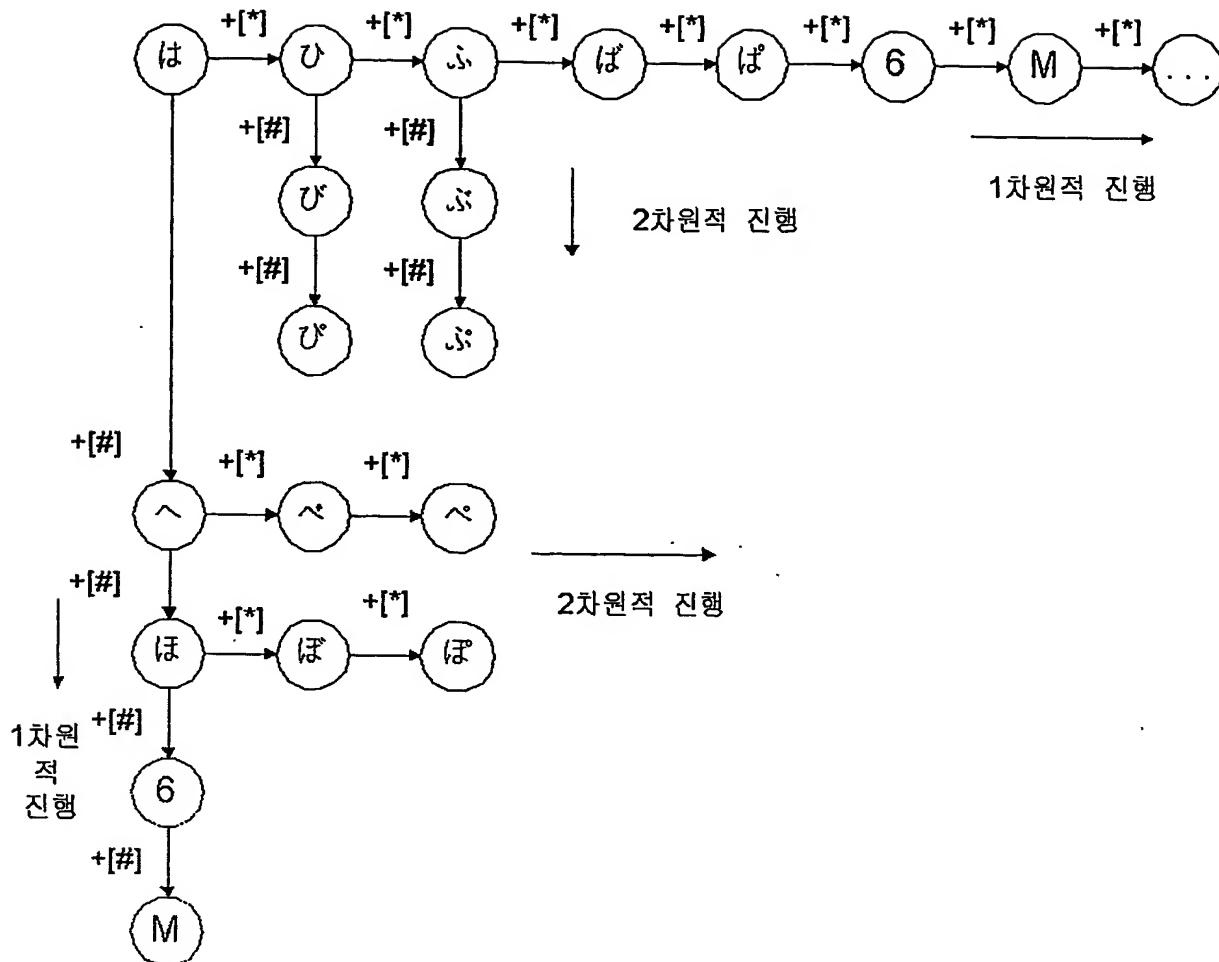 +[*] +[*] +[*] +[*] +[*] +[*] +[*]
は ひ ふ ば ぱ 6 M ...
+[#] +[#]
び ぶ
1차원적 진행
2차원적 진행
+[#] +[#]
ぴ ぷ
+[#] +[*] +[*]
へ べ ぺ
+[#]
2차원적 진행
+[*] +[*]
ほ ぼ ぽ
+[#]
1차원
적
진행
6
+[#]
M